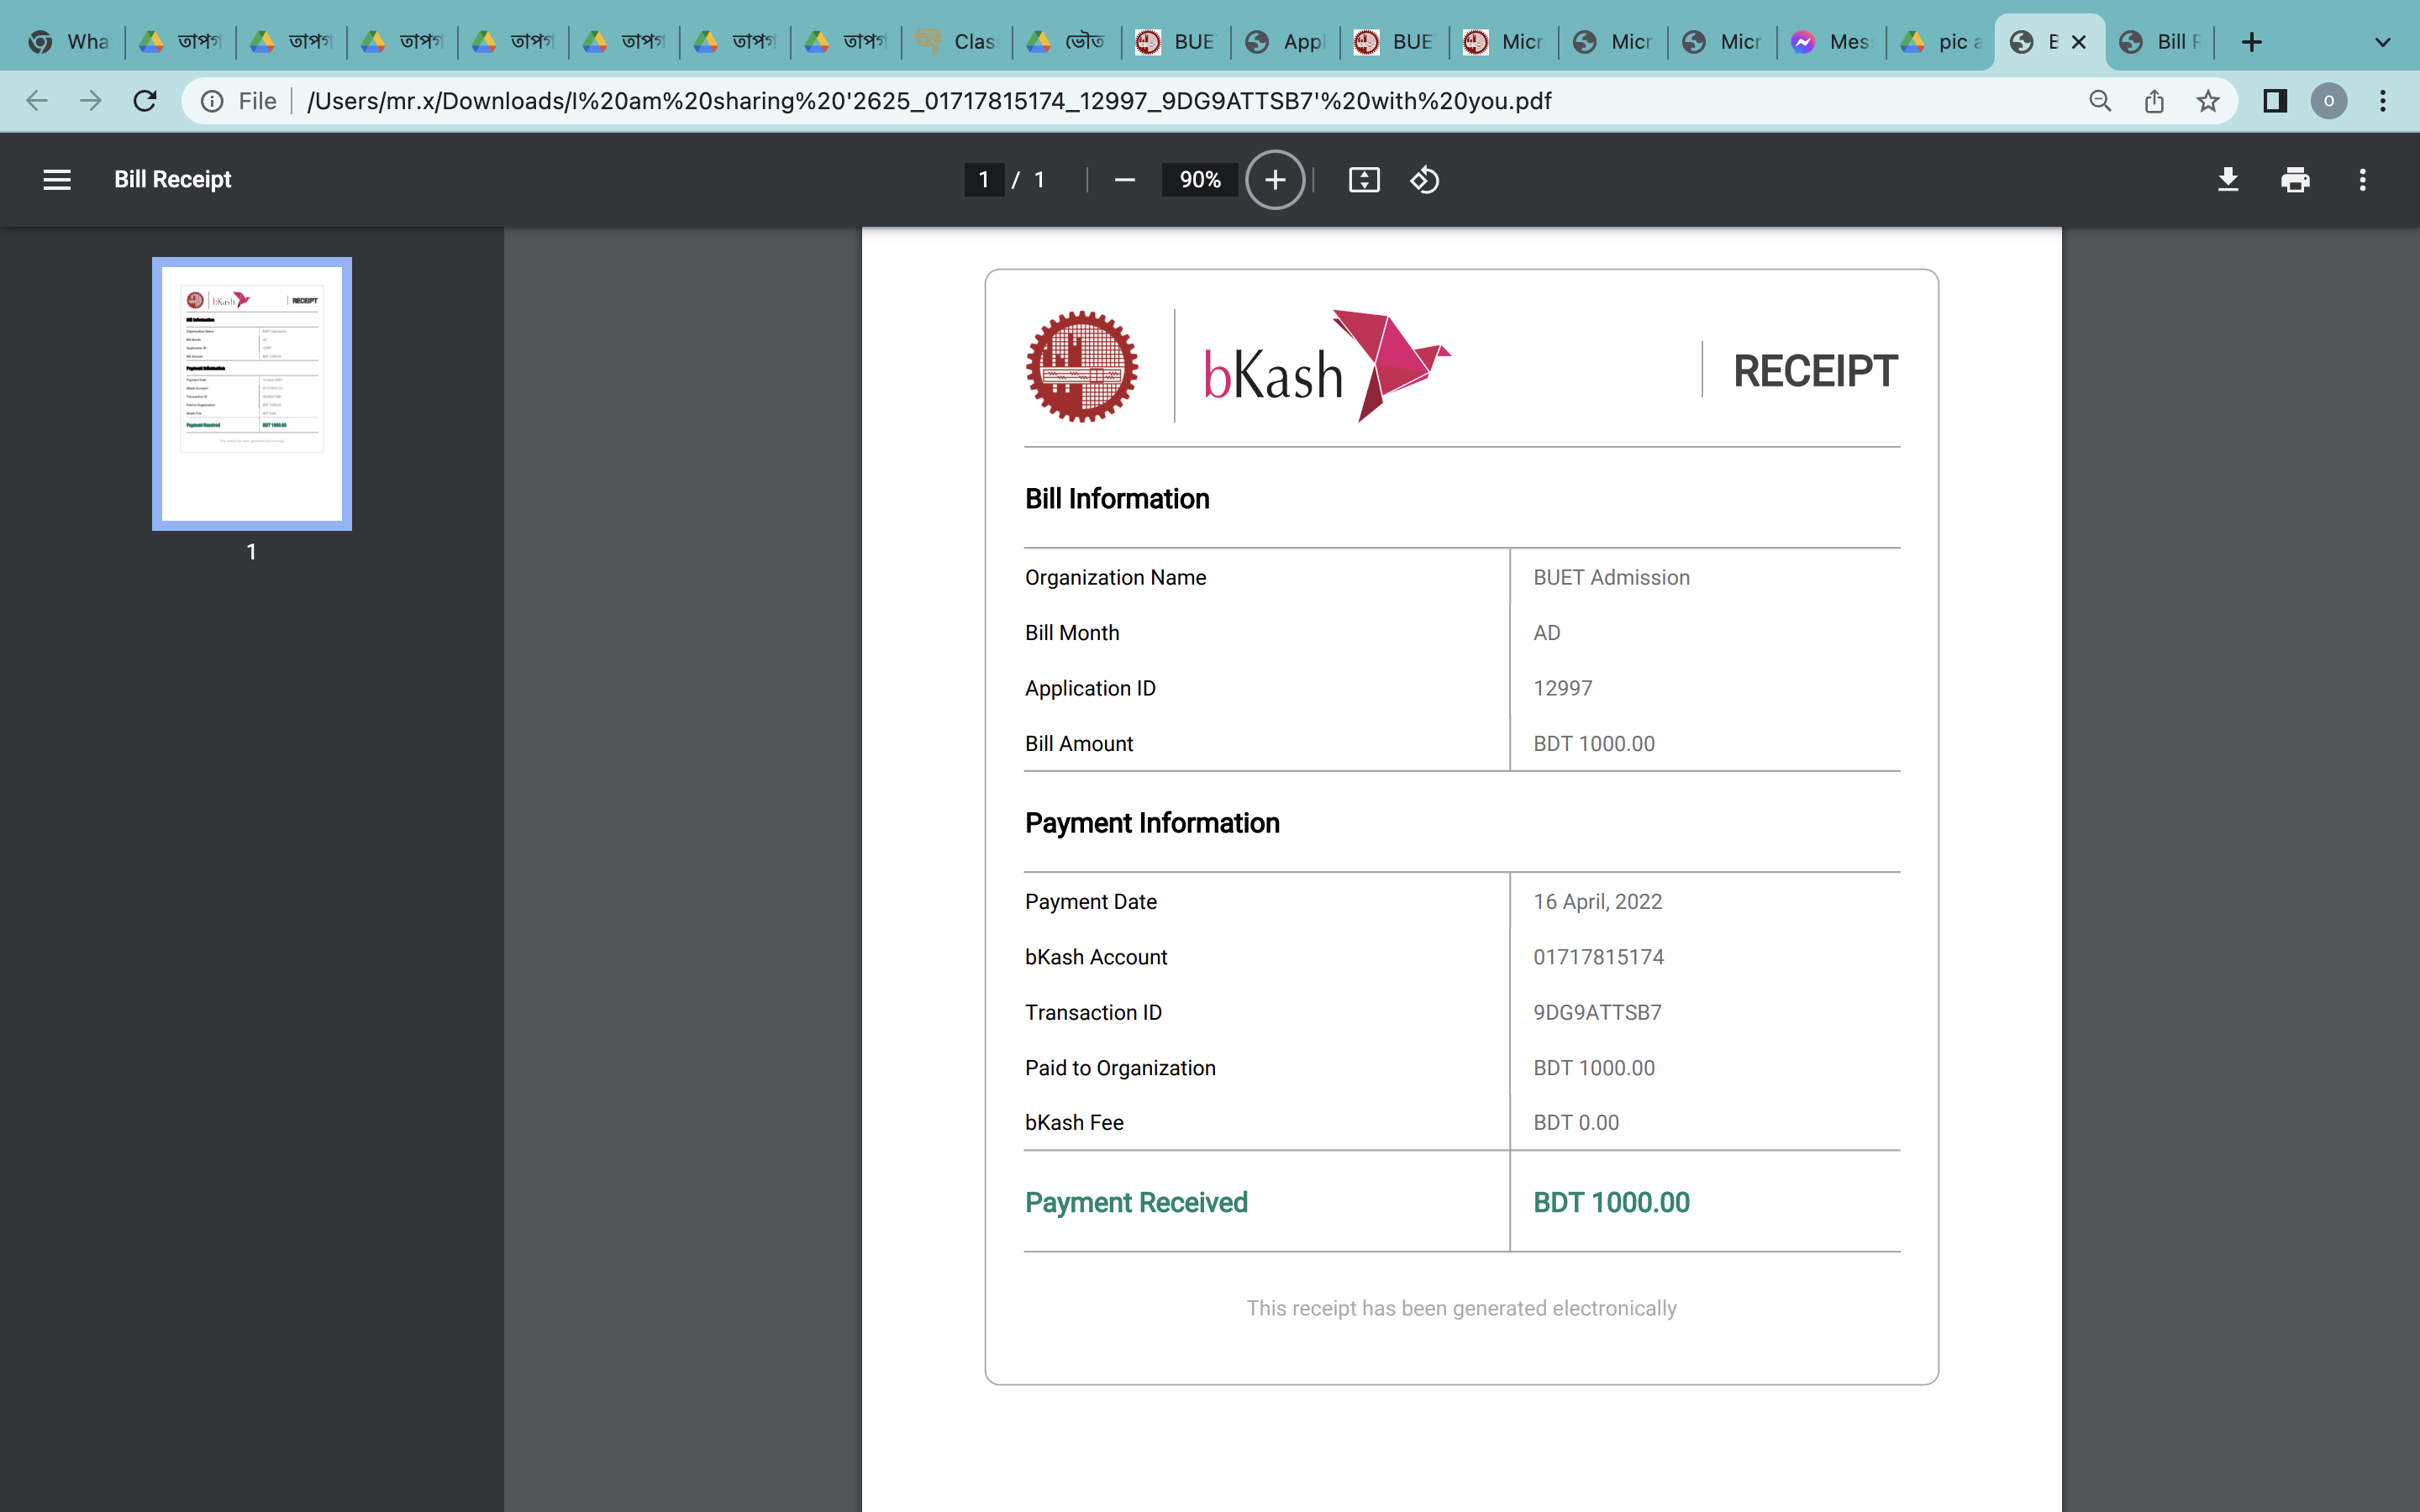 Wha তাপগ তাপগ তাপগ তাপগ তাপগ তাপগ তাপগ Clas ভৌত BUE Appl BUE Micr Micr Micr Mes pic a B Bill R
File /Users/mr.x/Downloads/I%20am%20sharing%20'2625_01717815174_12997_9DG9ATTSB7'%20with%20you.pdf
Bill Receipt 1 / 1 90%
1
bKash RECEIPT
Bill Information
Organization Name BUET Admission
Bill Month AD
Application ID 12997
Bill Amount BDT 1000.00
Payment Information
Payment Date 16 April, 2022
bKash Account 01717815174
Transaction ID 9DG9ATTSB7
Paid to Organization BDT 1000.00
bKash Fee BDT 0.00
Payment Received BDT 1000.00
This receipt has been generated electronically